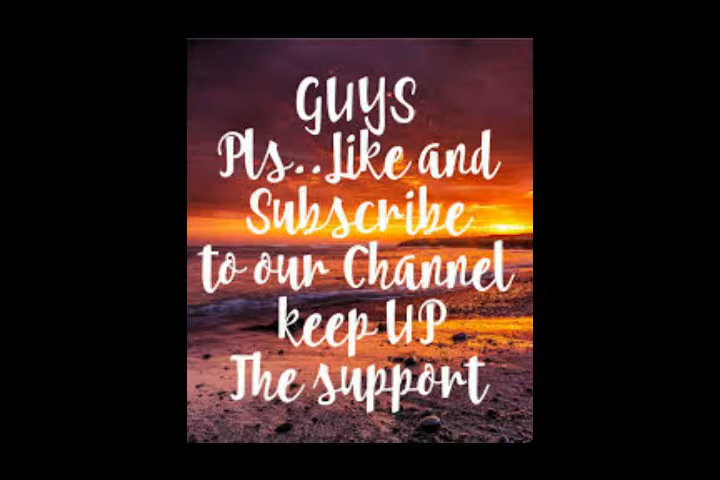 GUYS
Pls..Like and
Subscribe
to our Channel
keep UP
The support